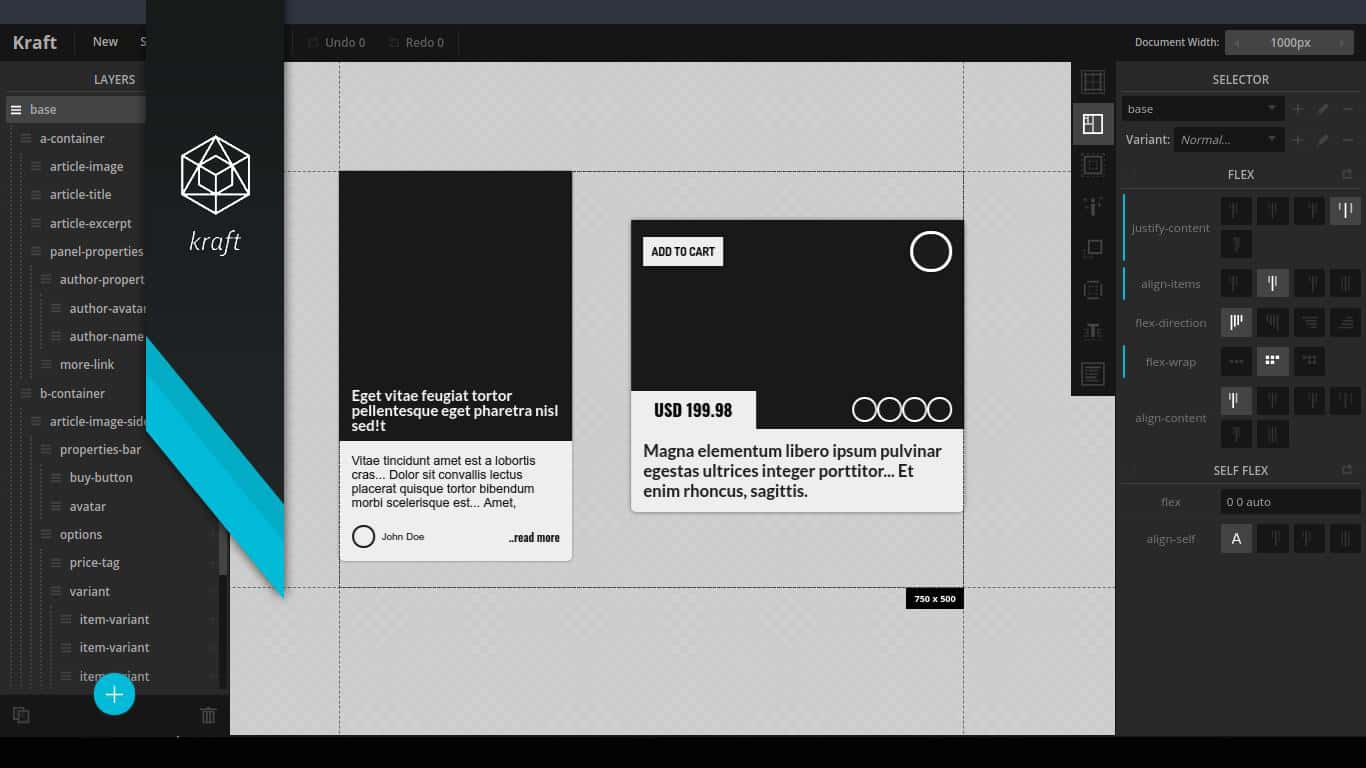 Kraft
New
S
Undo 0
Redo 0
Document Width:
1000px
LAYERS
base
a-container
article-image
article-title
article-excerpt
panel-properties
author-propert
author-avatar
author-name
more-link
b-container
article-image-side
properties-bar
buy-button
avatar
options
price-tag
variant
item-variant
item-variant
item-variant
kraft
Eget vitae feugiat tortor
pellentesque eget pharetra nisl
sed!t
Vitae tincidunt amet est a lobortis
cras... Dolor sit convallis lectus
placerat quisque tortor bibendum
morbi scelerisque est... Amet,
John Doe
..read more
ADD TO CART
USD 199.98
Magna elementum libero ipsum pulvinar
egestas ultrices integer porttitor... Et
enim rhoncus, sagittis.
750 x 500
SELECTOR
base
Variant:
Normal...
FLEX
justify-content
align-items
flex-direction
flex-wrap
align-content
SELF FLEX
flex
0 0 auto
align-self
A